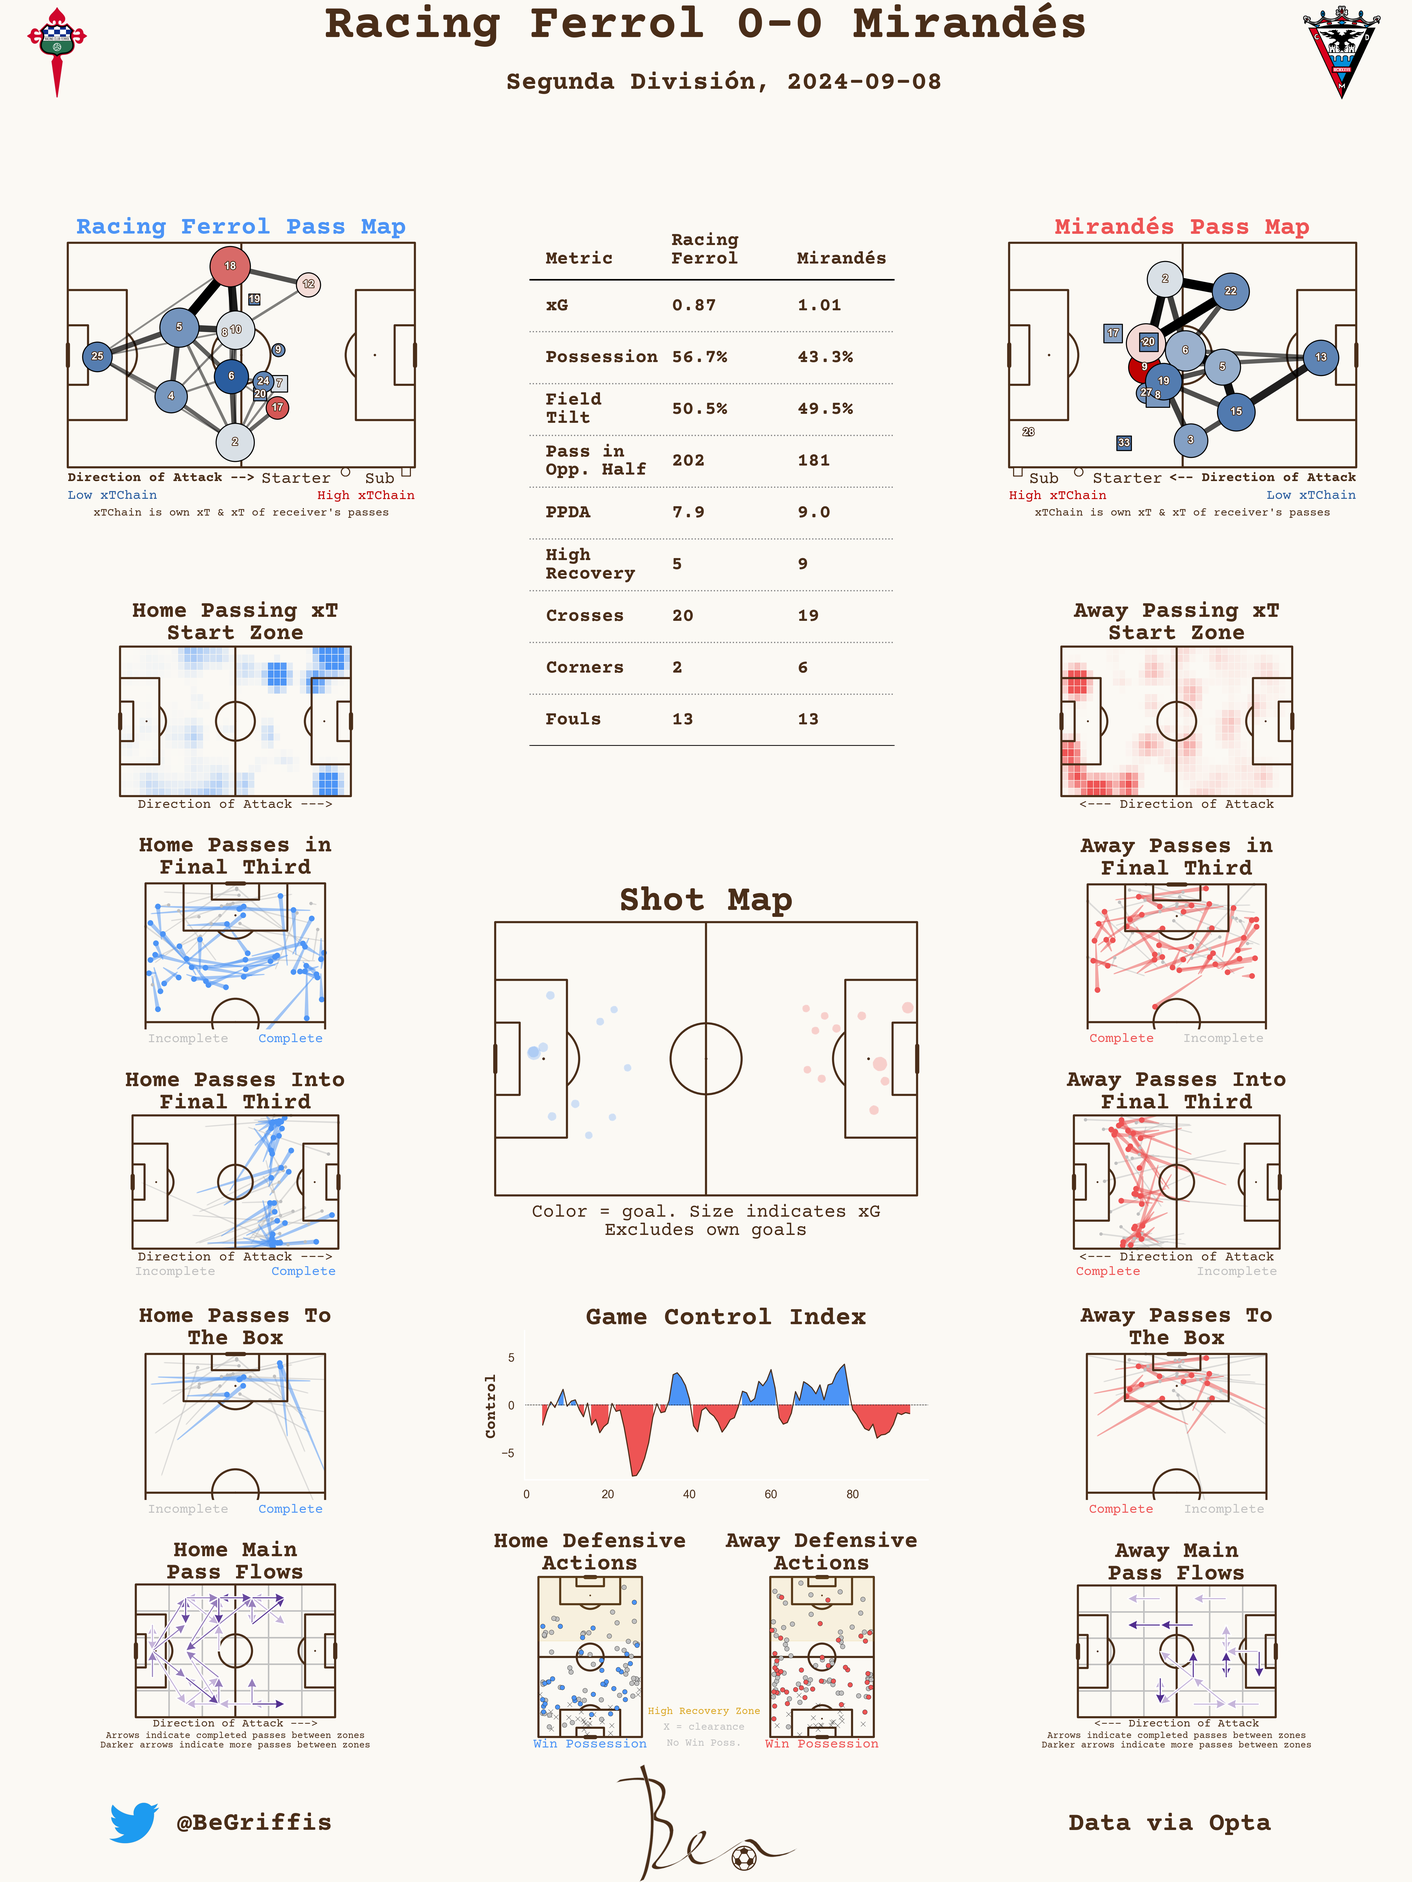 Racing Ferrol 0-0 Mirandés
Segunda División, 2024-09-08
Racing Ferrol Pass Map
18
12
19
5
8
10
25
9
6
24
7
20
4
17
2
Direction of Attack --> Starter Sub
Low xTChain High xTChain
xTChain is own xT & xT of receiver's passes
Metric Racing Ferrol Mirandés
xG 0.87 1.01
Possession 56.7% 43.3%
Field Tilt 50.5% 49.5%
Pass in Opp. Half 202 181
PPDA 7.9 9.0
High Recovery 5 9
Crosses 20 19
Corners 2 6
Fouls 13 13
Mirandés Pass Map
2
22
17
20
6
13
9
5
19
27
8
15
28
33
3
Sub Starter <-- Direction of Attack
High xTChain Low xTChain
xTChain is own xT & xT of receiver's passes
Home Passing xT
Start Zone
Direction of Attack --->
Away Passing xT
Start Zone
<--- Direction of Attack
Home Passes in
Final Third
Incomplete Complete
Away Passes in
Final Third
Complete Incomplete
Shot Map
Color = goal. Size indicates xG
Excludes own goals
Home Passes Into
Final Third
Direction of Attack --->
Incomplete Complete
Away Passes Into
Final Third
<--- Direction of Attack
Complete Incomplete
Game Control Index
Control
5
0
−5
0 20 40 60 80
Home Passes To
The Box
Incomplete Complete
Away Passes To
The Box
Complete Incomplete
Home Main
Pass Flows
Direction of Attack --->
Arrows indicate completed passes between zones
Darker arrows indicate more passes between zones
Home Defensive
Actions
Win Possession
Away Defensive
Actions
Win Possession
High Recovery Zone
X = clearance
No Win Poss.
Away Main
Pass Flows
<--- Direction of Attack
Arrows indicate completed passes between zones
Darker arrows indicate more passes between zones
@BeGriffis
Ben
Data via Opta